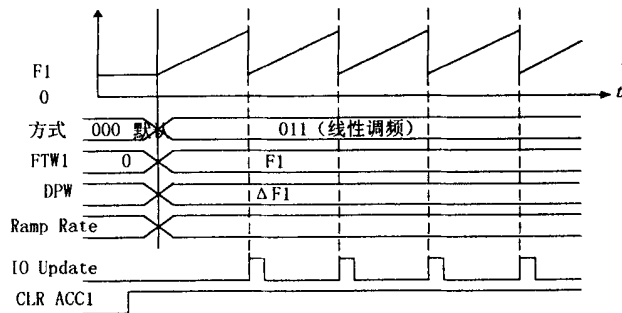 F1
0
t
方式 000 默认 011（线性调频）
FTW1 0 F1
DPW ΔF1
Ramp Rate
IO Update
CLR ACC1